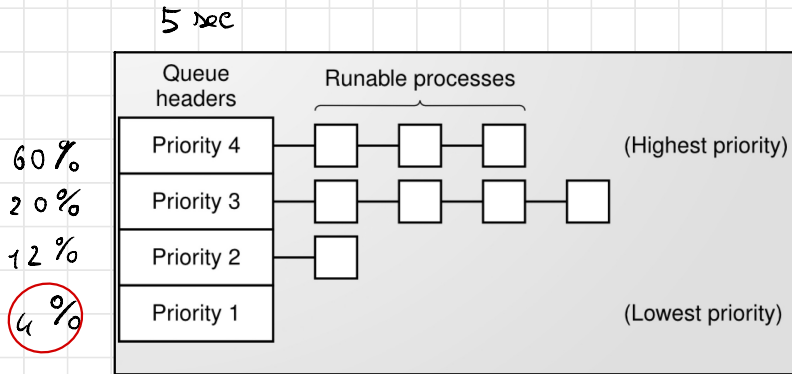 5 sec
Queue headers
Runable processes
60% Priority 4 (Highest priority)
20% Priority 3
12% Priority 2
4% Priority 1 (Lowest priority)